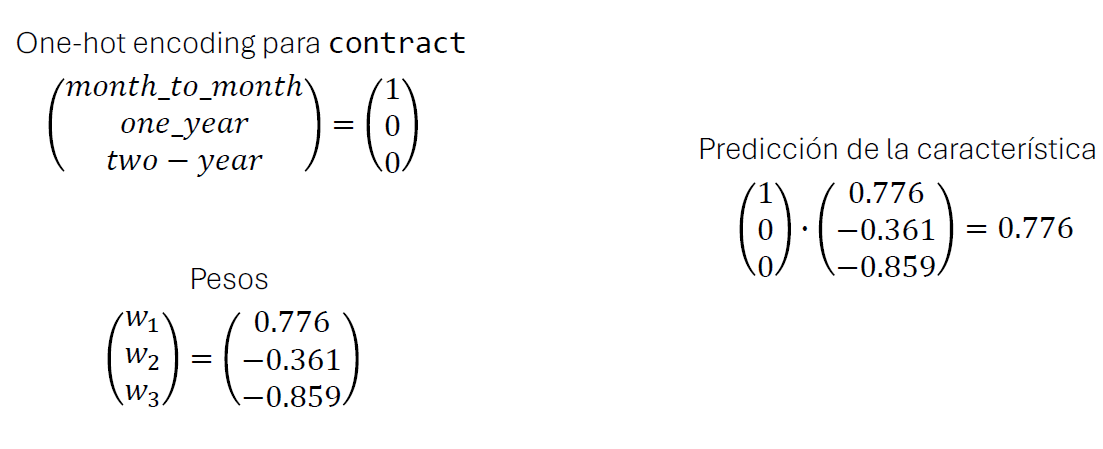 One-hot encoding para contract
(month_to_month) = (1)
(one_year) (0)
(two − year) (0)
Predicción de la característica
(1) · (0.776) = 0.776
(0) (−0.361)
(0) (−0.859)
Pesos
(w₁) = (0.776)
(w₂) (−0.361)
(w₃) (−0.859)